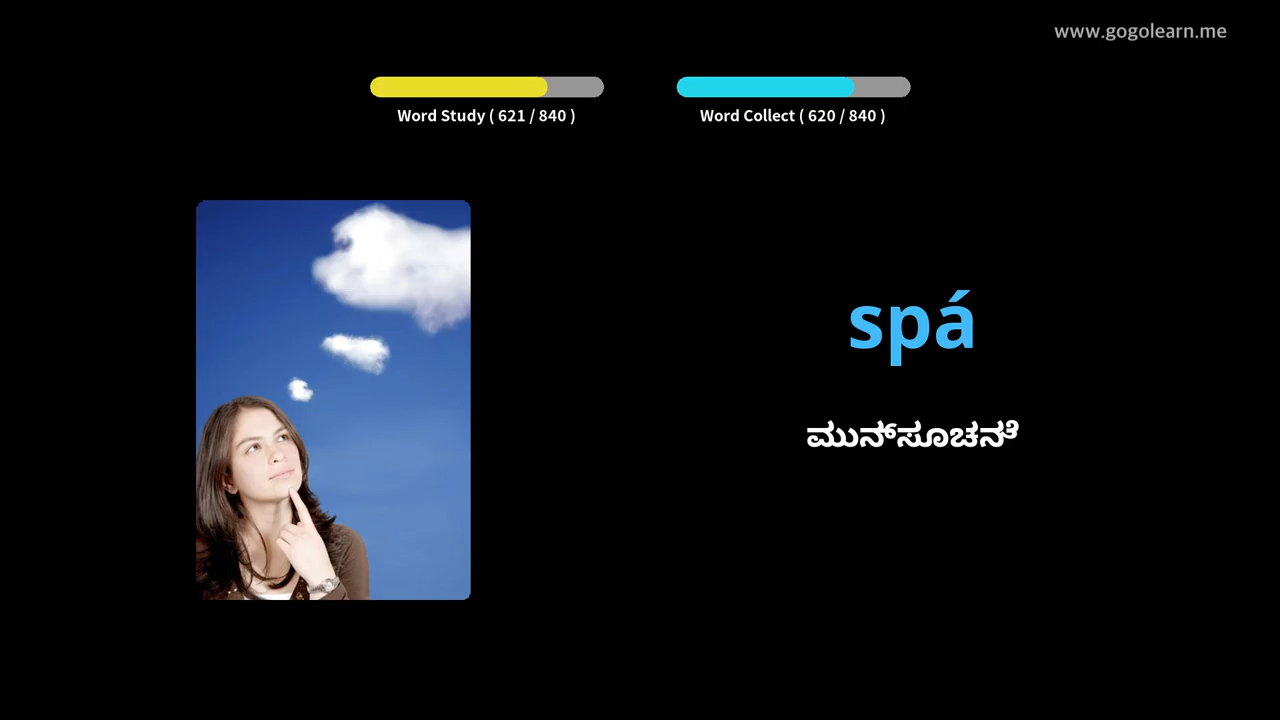 www.gogolearn.me
Word Study ( 621 / 840 )
Word Collect ( 620 / 840 )
spá
ಮುನ್‌ಸೂಚನೆ